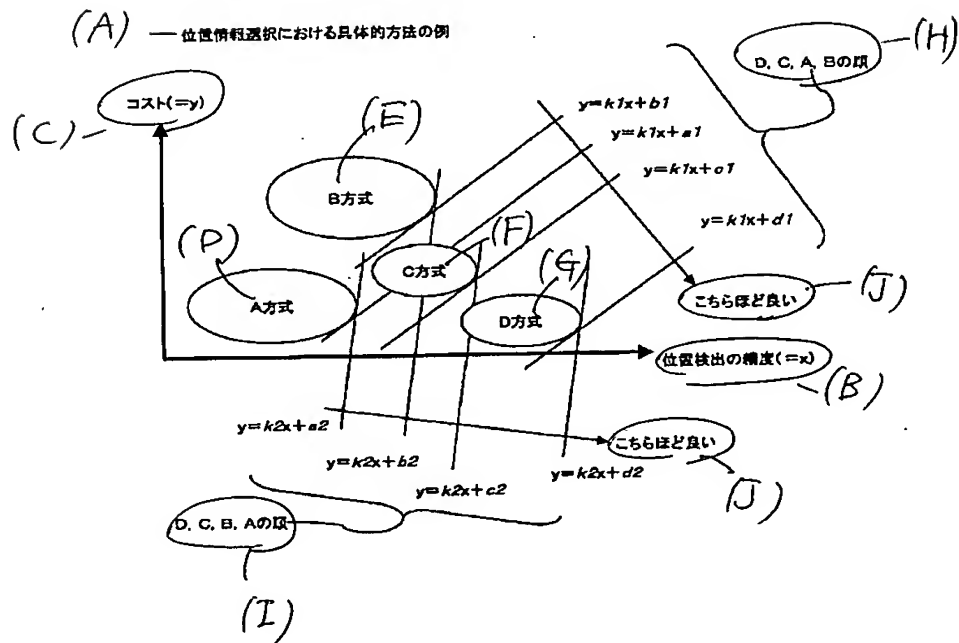 (A) — 位置情報選択における具体的方法の例
(H)
D, C, A, Bの順
コスト(=y)
(C)
y=k1x+b1
(E)
y=k1x+a1
y=k1x+c1
B方式
y=k1x+d1
(D)
(F)
C方式
(G)
こちらほど良い
(J)
A方式
D方式
位置検出の精度(=x)
(B)
y=k2x+a2
こちらほど良い
y=k2x+b2
y=k2x+d2
y=k2x+c2
(J)
D, C, B, Aの順
(I)